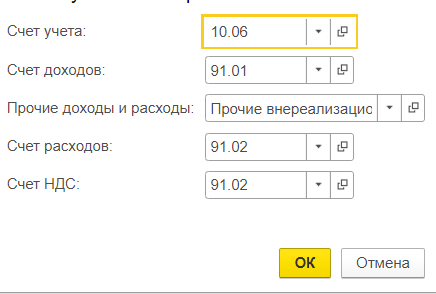 Счет учета: 10.06
Счет доходов: 91.01
Прочие доходы и расходы: Прочие внереализацио
Счет расходов: 91.02
Счет НДС: 91.02
ОК Отмена